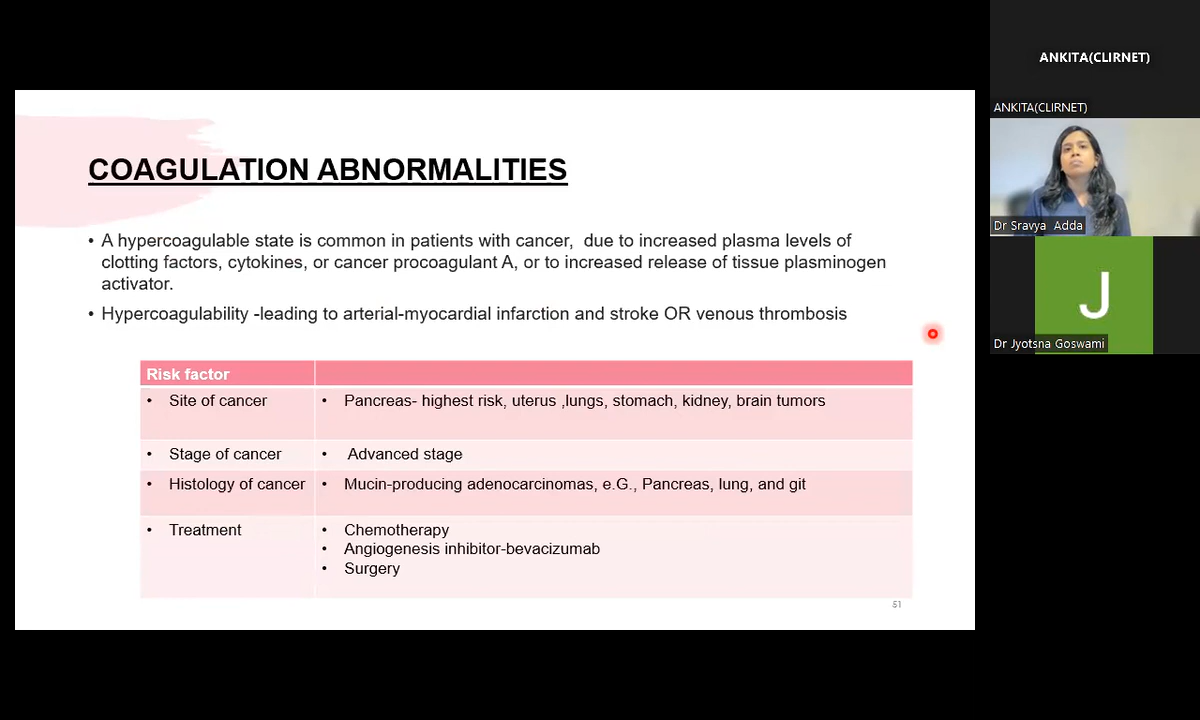 COAGULATION ABNORMALITIES
• A hypercoagulable state is common in patients with cancer, due to increased plasma levels of
clotting factors, cytokines, or cancer procoagulant A, or to increased release of tissue plasminogen
activator.
• Hypercoagulability -leading to arterial-myocardial infarction and stroke OR venous thrombosis
Risk factor
• Site of cancer
• Pancreas- highest risk, uterus ,lungs, stomach, kidney, brain tumors
• Stage of cancer
• Advanced stage
• Histology of cancer
• Mucin-producing adenocarcinomas, e.G., Pancreas, lung, and git
• Treatment
• Chemotherapy
• Angiogenesis inhibitor-bevacizumab
• Surgery
51
ANKITA(CLIRNET)
ANKITA(CLIRNET)
Dr Sravya Adda
J
Dr Jyotsna Goswami